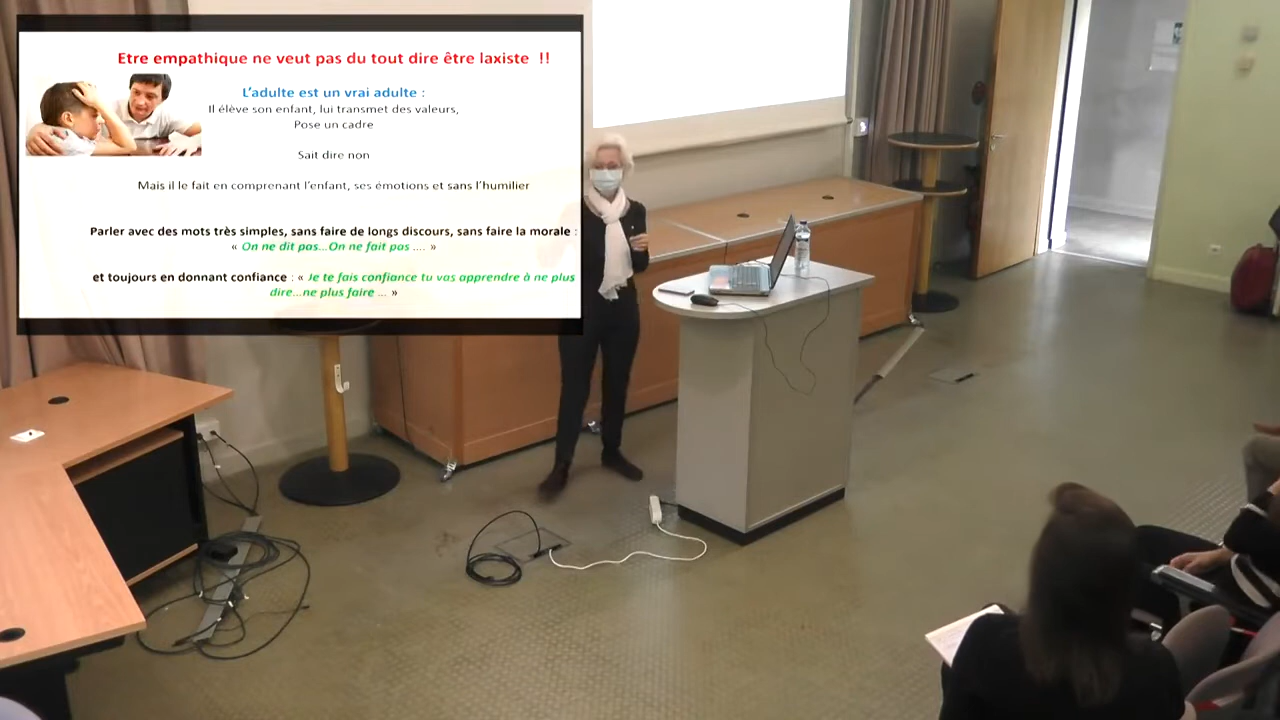 Etre empathique ne veut pas du tout dire être laxiste !!
L'adulte est un vrai adulte :
Il élève son enfant, lui transmet des valeurs,
Pose un cadre
Sait dire non
Mais il le fait en comprenant l'enfant, ses émotions et sans l'humilier
Parler avec des mots très simples, sans faire de longs discours, sans faire la morale :
« On ne dit pas...On ne fait pas .... »
et toujours en donnant confiance : « Je te fais confiance tu vas apprendre à ne plus
dire...ne plus faire ... »